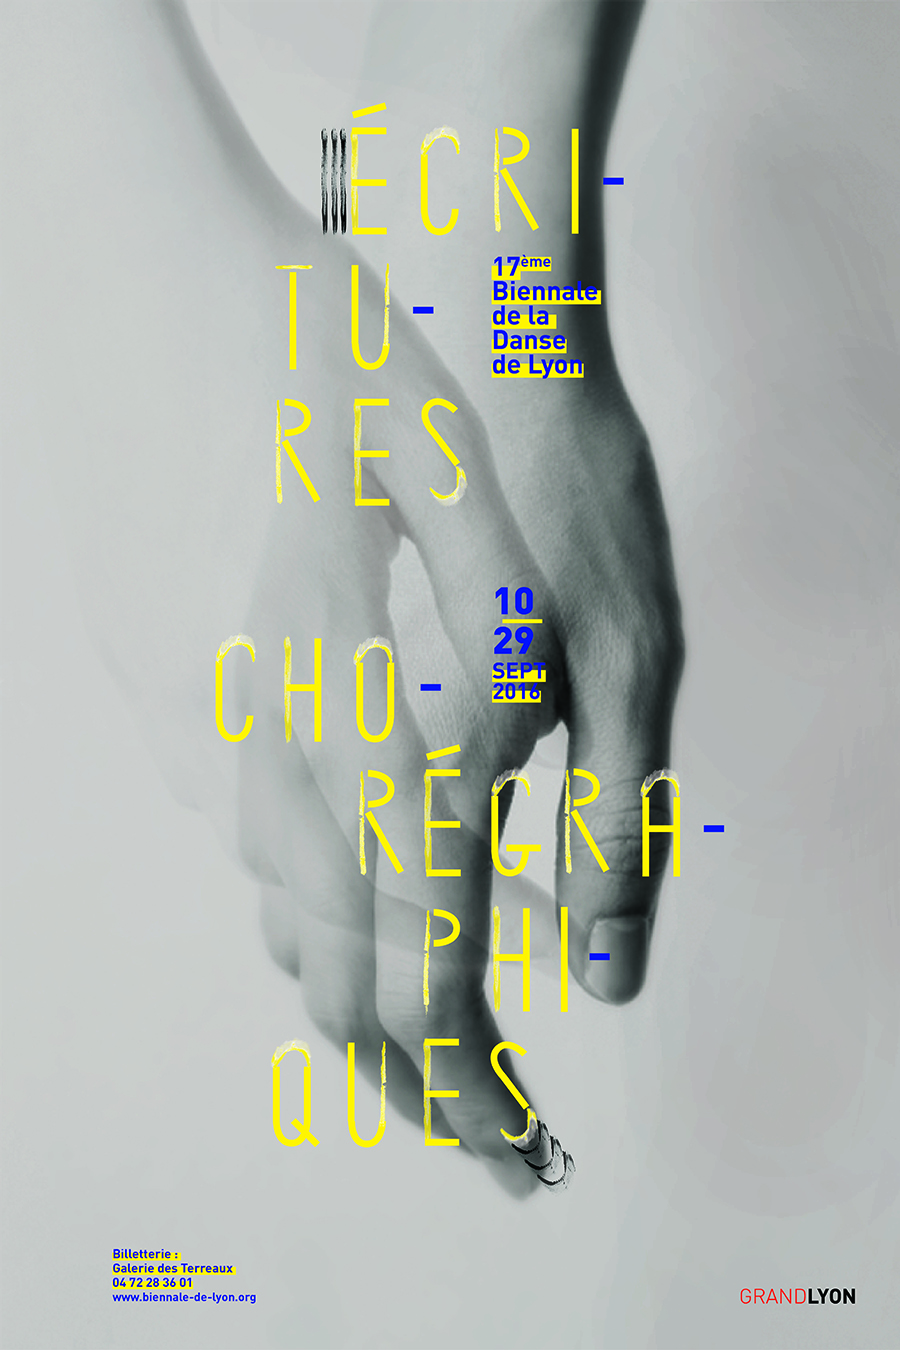 ÉCRI-
TU-
RES
17ème
Biennale
de la
Danse
de Lyon
10
29
SEPT
2016
CHO-
RÉGRA-
PHI-
QUES
Billetterie :
Galerie des Terreaux
04 72 28 36 01
www.biennale-de-lyon.org
GRANDLYON